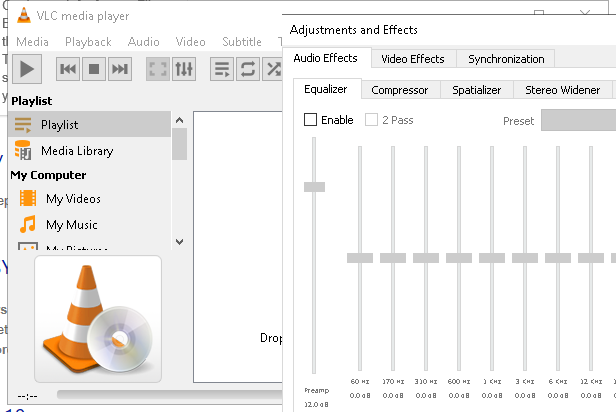 VLC media player
Media Playback Audio Video Subtitle
Playlist
Playlist
Media Library
My Computer
My Videos
My Music
My Pictures
Drop
--:--
Adjustments and Effects
Audio Effects Video Effects Synchronization
Equalizer Compressor Spatializer Stereo Widener
Enable 2 Pass Preset
60 Hz 170 Hz 310 Hz 600 Hz 1 KHz 3 KHz 6 KHz 12 KHz
Preamp 0.0 dB 0.0 dB 0.0 dB 0.0 dB 0.0 dB 0.0 dB 0.0 dB 0.0 dB
12.0 dB